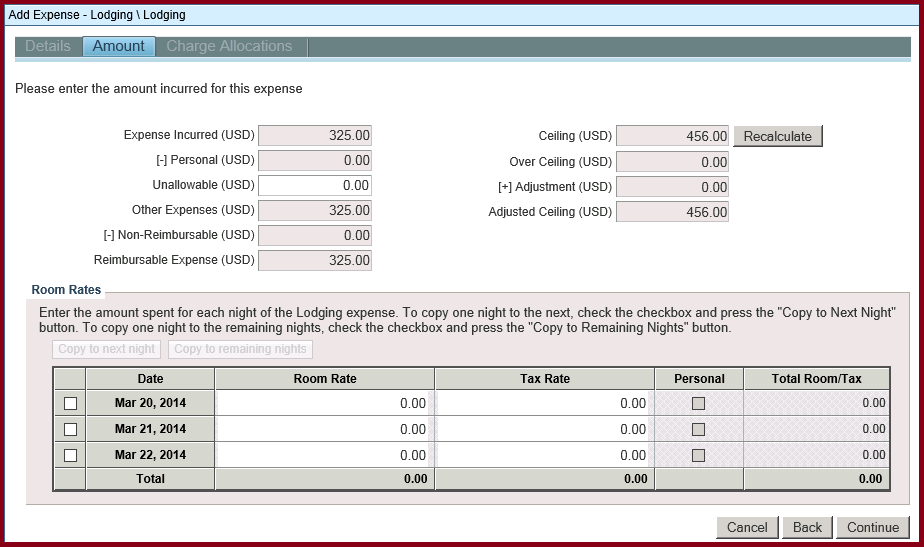 Add Expense - Lodging \ Lodging
Details Amount Charge Allocations
Please enter the amount incurred for this expense
Expense Incurred (USD) 325.00 Ceiling (USD) 456.00 Recalculate
[-] Personal (USD) 0.00 Over Ceiling (USD) 0.00
Unallowable (USD) 0.00 [+] Adjustment (USD) 0.00
Other Expenses (USD) 325.00 Adjusted Ceiling (USD) 456.00
[-] Non-Reimbursable (USD) 0.00
Reimbursable Expense (USD) 325.00
Room Rates
Enter the amount spent for each night of the Lodging expense. To copy one night to the next, check the checkbox and press the "Copy to Next Night"
button. To copy one night to the remaining nights, check the checkbox and press the "Copy to Remaining Nights" button.
Copy to next night Copy to remaining nights
Date Room Rate Tax Rate Personal Total Room/Tax
Mar 20, 2014 0.00 0.00 0.00
Mar 21, 2014 0.00 0.00 0.00
Mar 22, 2014 0.00 0.00 0.00
Total 0.00 0.00 0.00
Cancel Back Continue